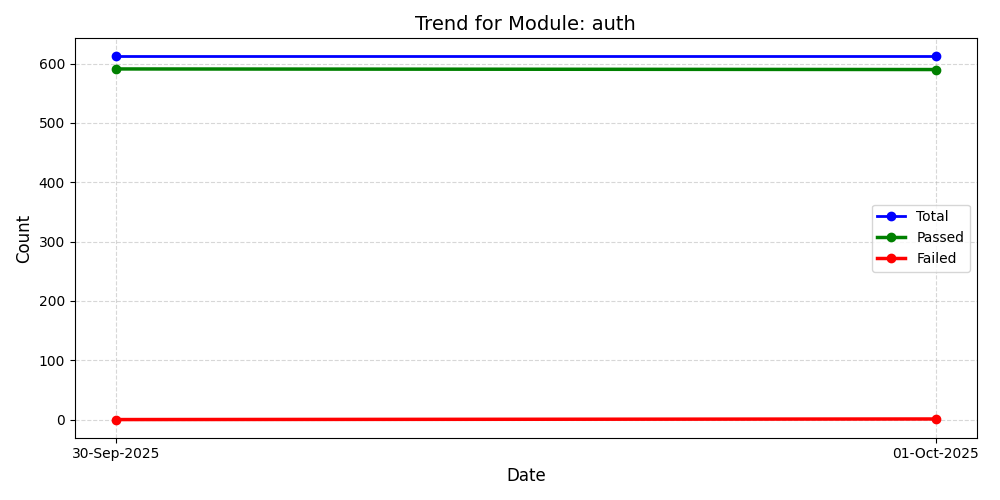 Trend for Module: auth
600
500
400
300
200
100
0
Count
Total
Passed
Failed
30-Sep-2025 01-Oct-2025
Date